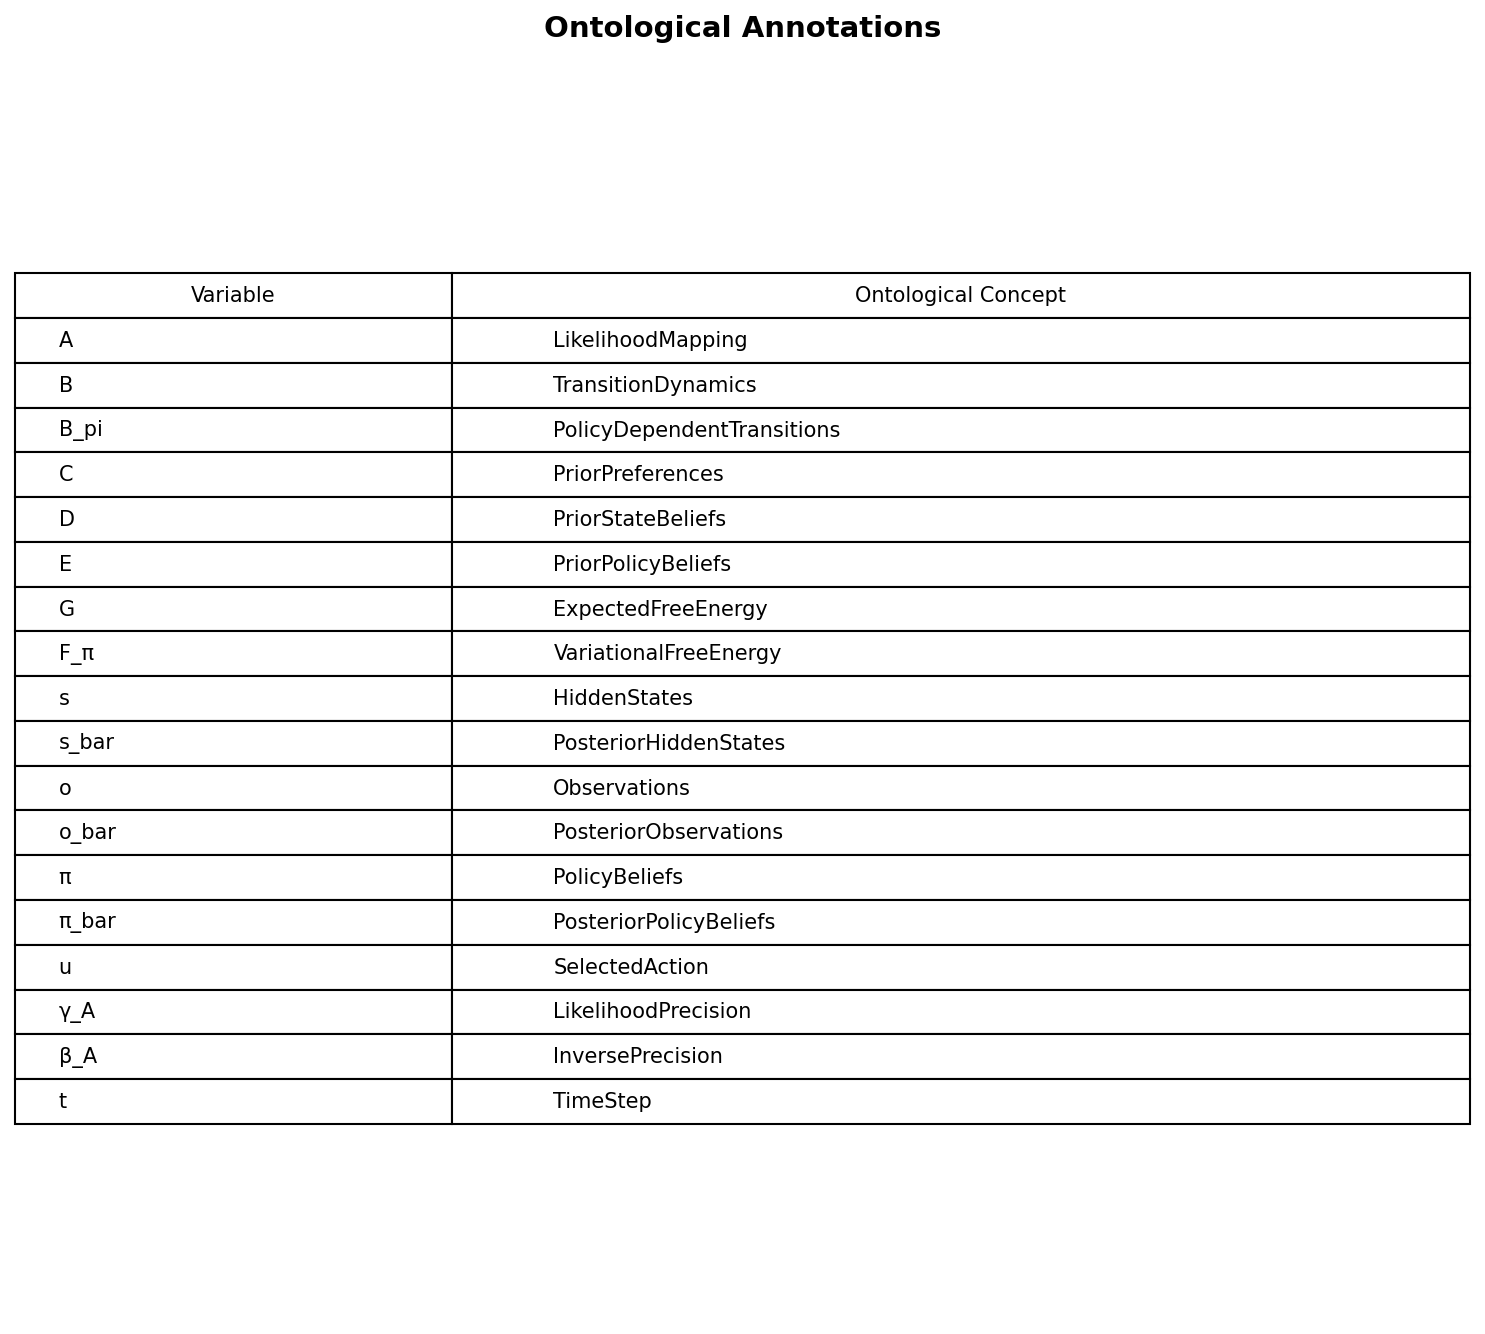 Ontological Annotations
Variable Ontological Concept
A LikelihoodMapping
B TransitionDynamics
B_pi PolicyDependentTransitions
C PriorPreferences
D PriorStateBeliefs
E PriorPolicyBeliefs
G ExpectedFreeEnergy
F_π VariationalFreeEnergy
s HiddenStates
s_bar PosteriorHiddenStates
o Observations
o_bar PosteriorObservations
π PolicyBeliefs
π_bar PosteriorPolicyBeliefs
u SelectedAction
γ_A LikelihoodPrecision
β_A InversePrecision
t TimeStep